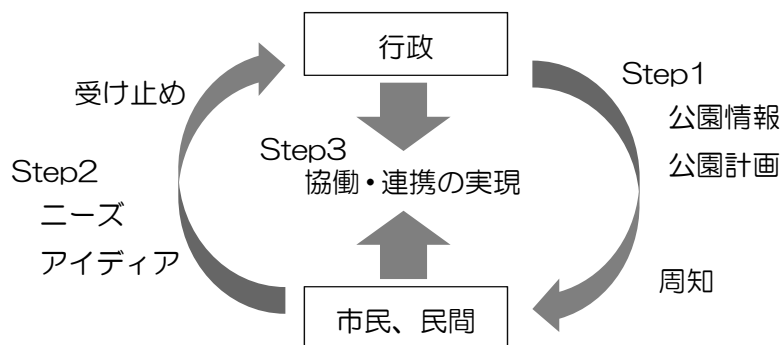 行政
Step1
公園情報
公園計画
周知
受け止め
Step2
ニーズ
アイディア
Step3
協働・連携の実現
市民、民間